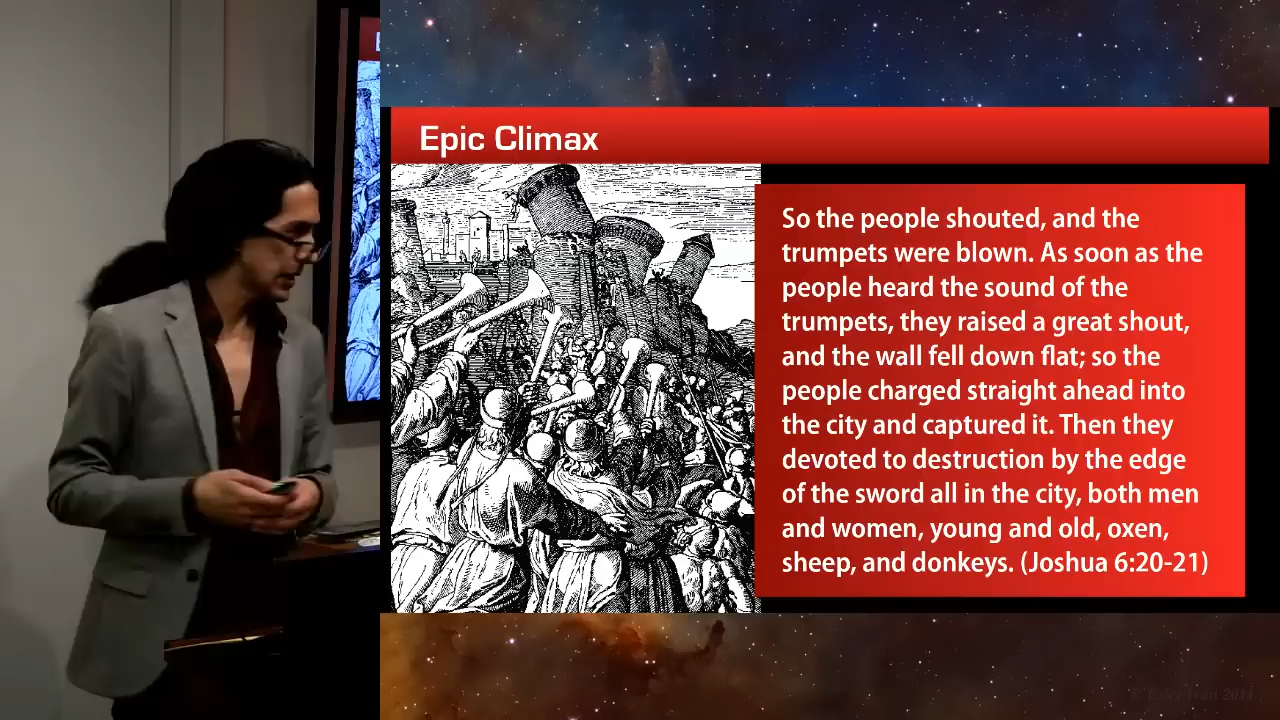 Epic Climax
So the people shouted, and the
trumpets were blown. As soon as the
people heard the sound of the
trumpets, they raised a great shout,
and the wall fell down flat; so the
people charged straight ahead into
the city and captured it. Then they
devoted to destruction by the edge
of the sword all in the city, both men
and women, young and old, oxen,
sheep, and donkeys. (Joshua 6:20-21)